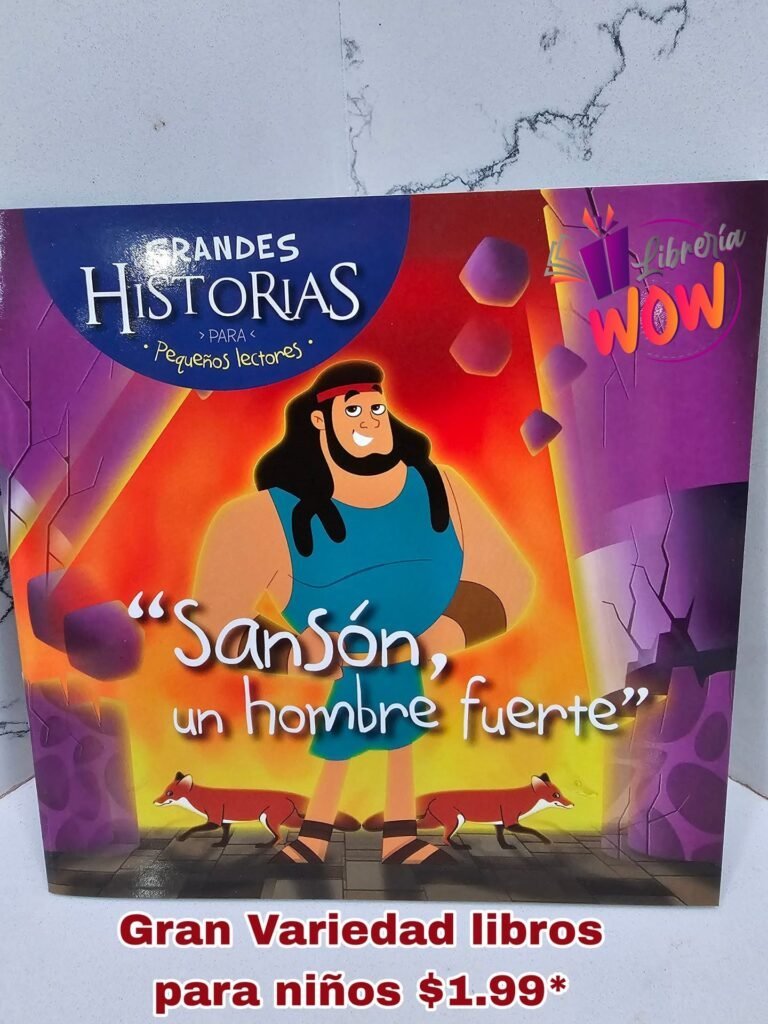 GRANDES
HISTORIAS
> PARA <
• Pequeños lectores •
Librería
WOW
"Sansón,
un hombre fuerte"
Gran Variedad libros
para niños $1.99*